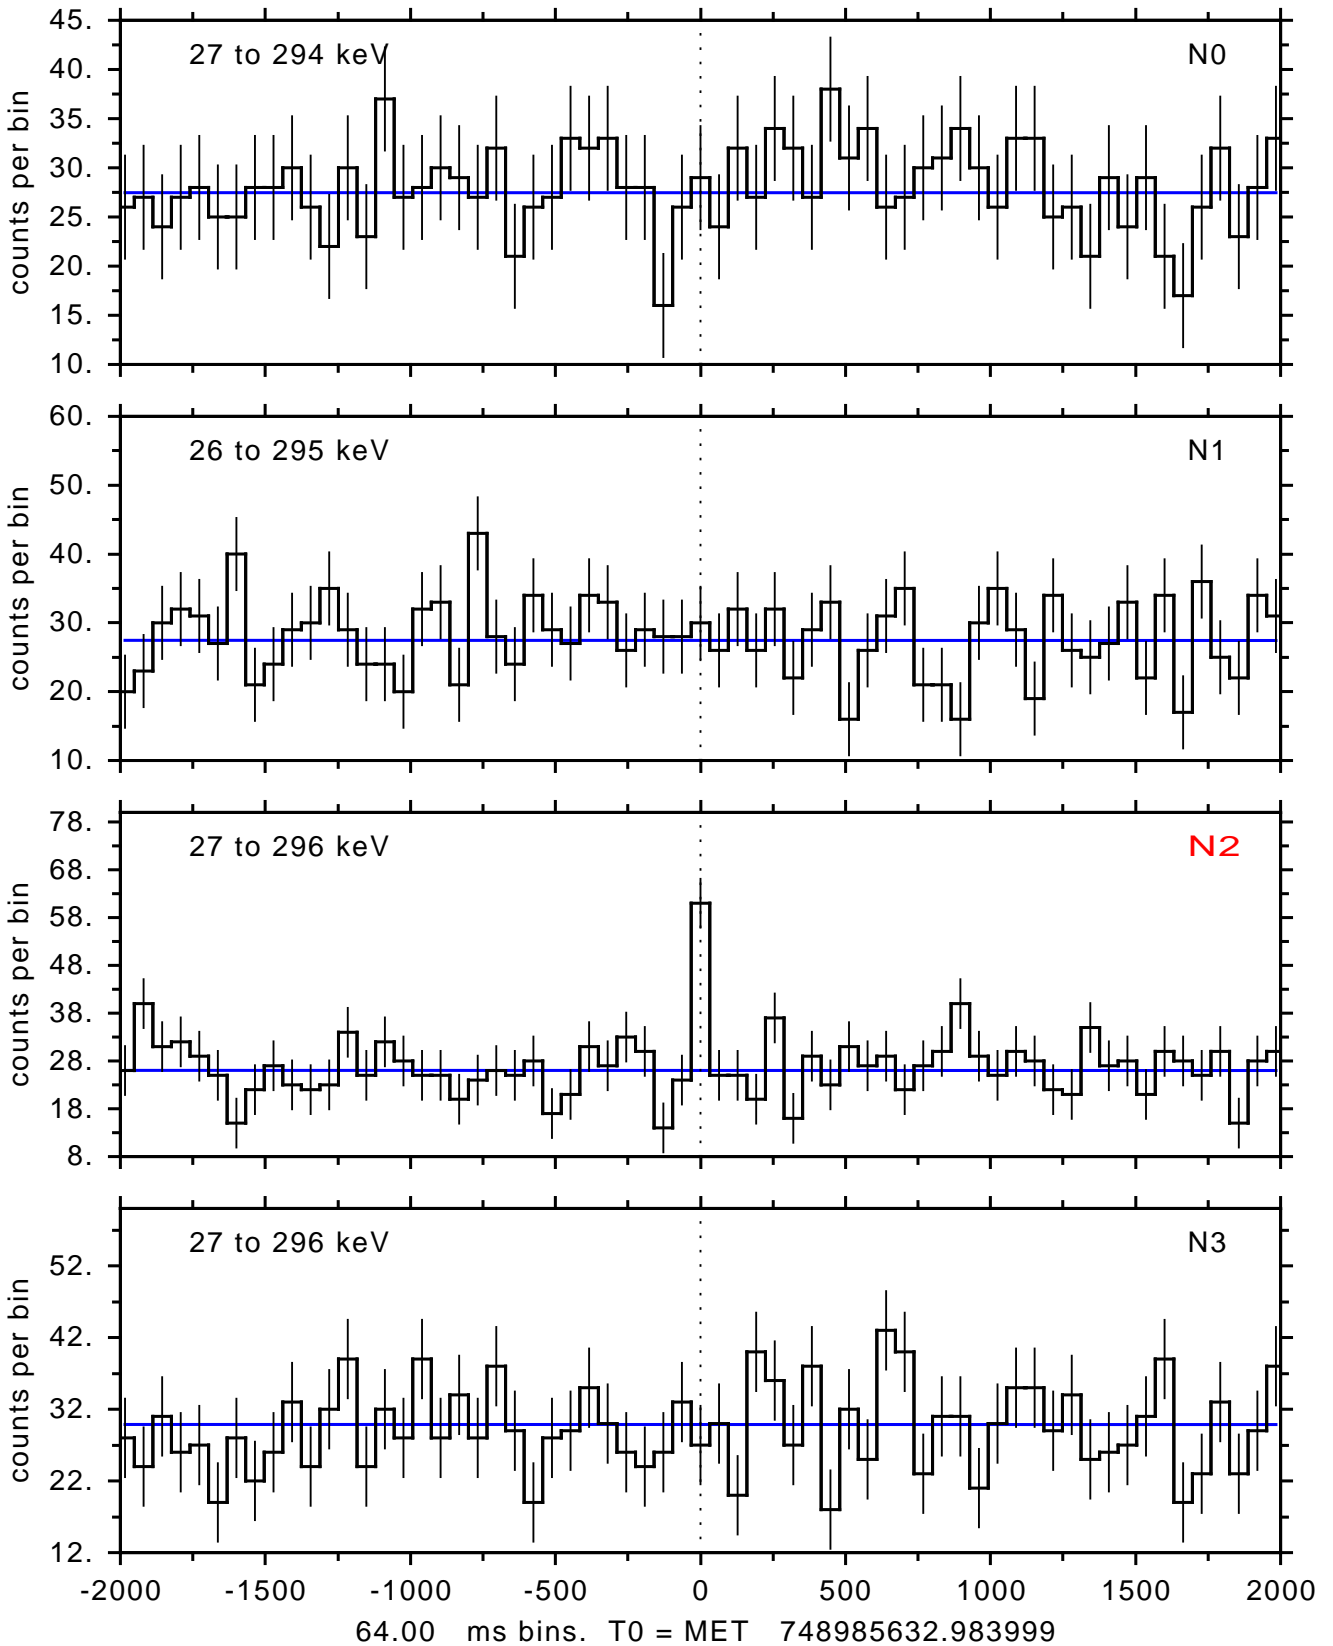 45.
40.
35.
30.
25.
20.
15.
10.
counts per bin
27 to 294 keV
N0
60.
50.
40.
30.
20.
10.
counts per bin
26 to 295 keV
N1
78.
68.
58.
48.
38.
28.
18.
8.
counts per bin
27 to 296 keV
N2
52.
42.
32.
22.
12.
counts per bin
27 to 296 keV
N3
-2000 -1500 -1000 -500 0 500 1000 1500 2000
64.00 ms bins. T0 = MET 748985632.983999